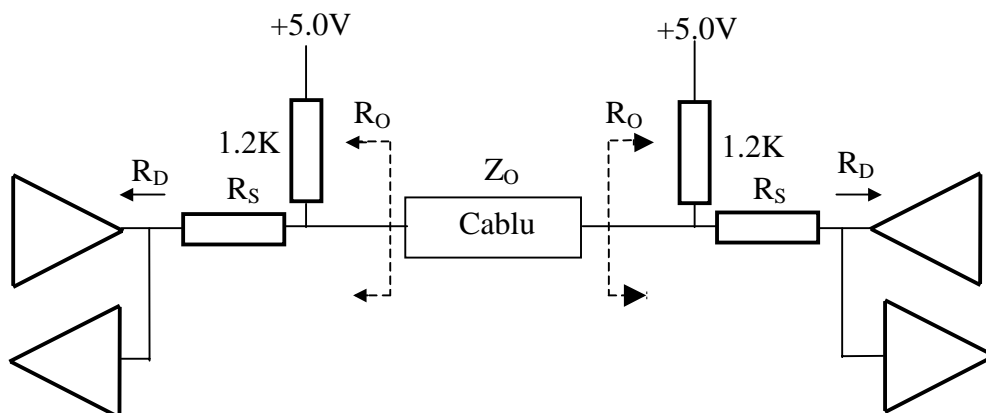 +5.0V
+5.0V
1.2K
R_O
R_O
1.2K
R_D
R_S
Z_O
R_S
R_D
Cablu